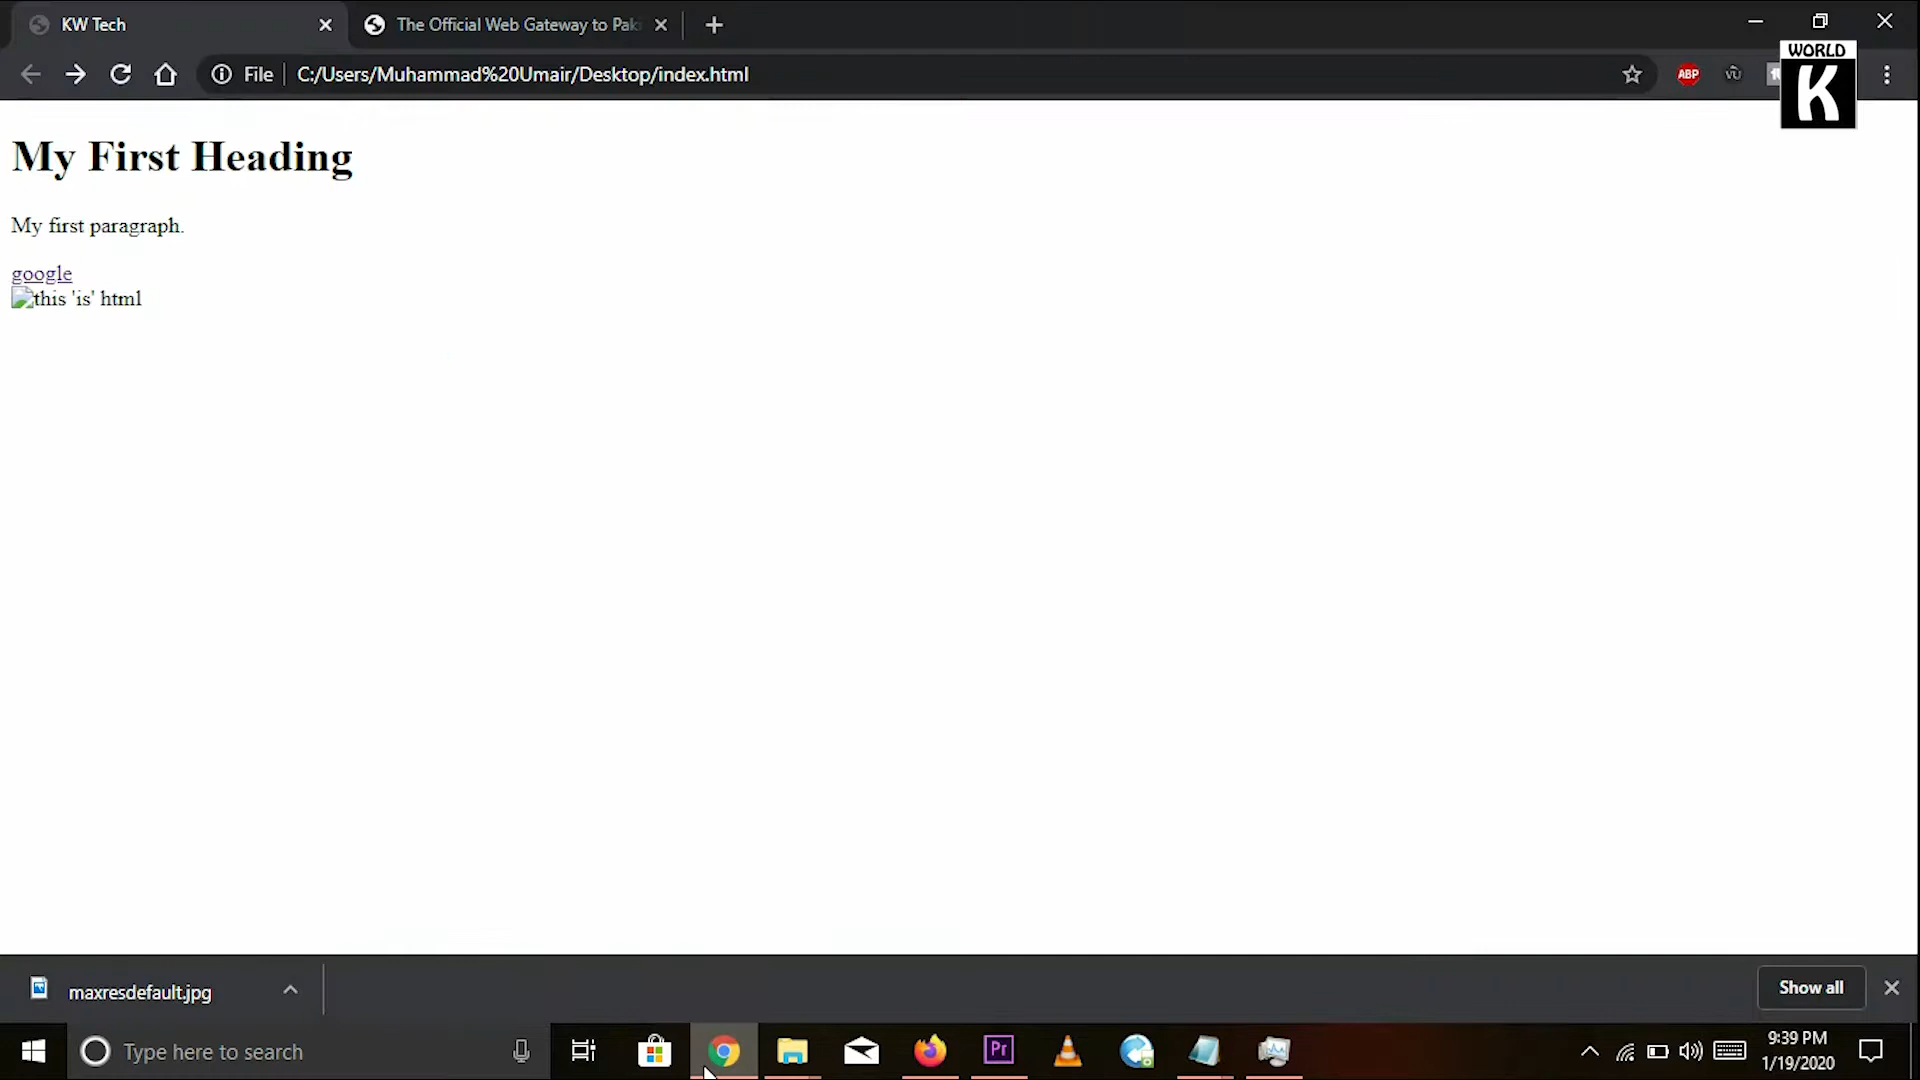 KW Tech
The Official Web Gateway to Pak
WORLD
K
File C:/Users/Muhammad%20Umair/Desktop/index.html
ABP
My First Heading
My first paragraph.
google
this 'is' html
maxresdefault.jpg
Show all
Type here to search
Pr
9:39 PM
1/19/2020